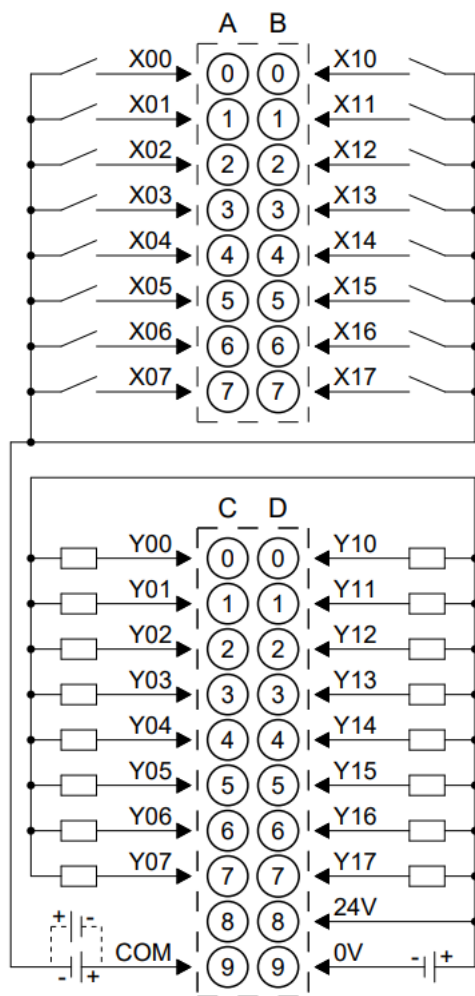 A B
X00 0 0 X10
X01 1 1 X11
X02 2 2 X12
X03 3 3 X13
X04 4 4 X14
X05 5 5 X15
X06 6 6 X16
X07 7 7 X17
C D
Y00 0 0 Y10
Y01 1 1 Y11
Y02 2 2 Y12
Y03 3 3 Y13
Y04 4 4 Y14
Y05 5 5 Y15
Y06 6 6 Y16
Y07 7 7 Y17
+ - 8 8 24V
- + COM 9 9 0V - +